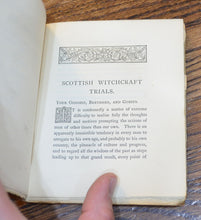 SCOTTISH WITCHCRAFT
TRIALS.
YOUR ODDSHIP, BRETHREN, AND GUESTS.
IT is confessedly a matter of extreme
difficulty to realise fully the thoughts
and motives prompting the actions of
men of other times than our own. There is an
apparently irresistible tendency in every man to
arrogate to his own age, and probably to his own
country, the pinnacle of culture and progress, and
to regard all the wisdom of the past as steps
leading up to that grand result, every point of